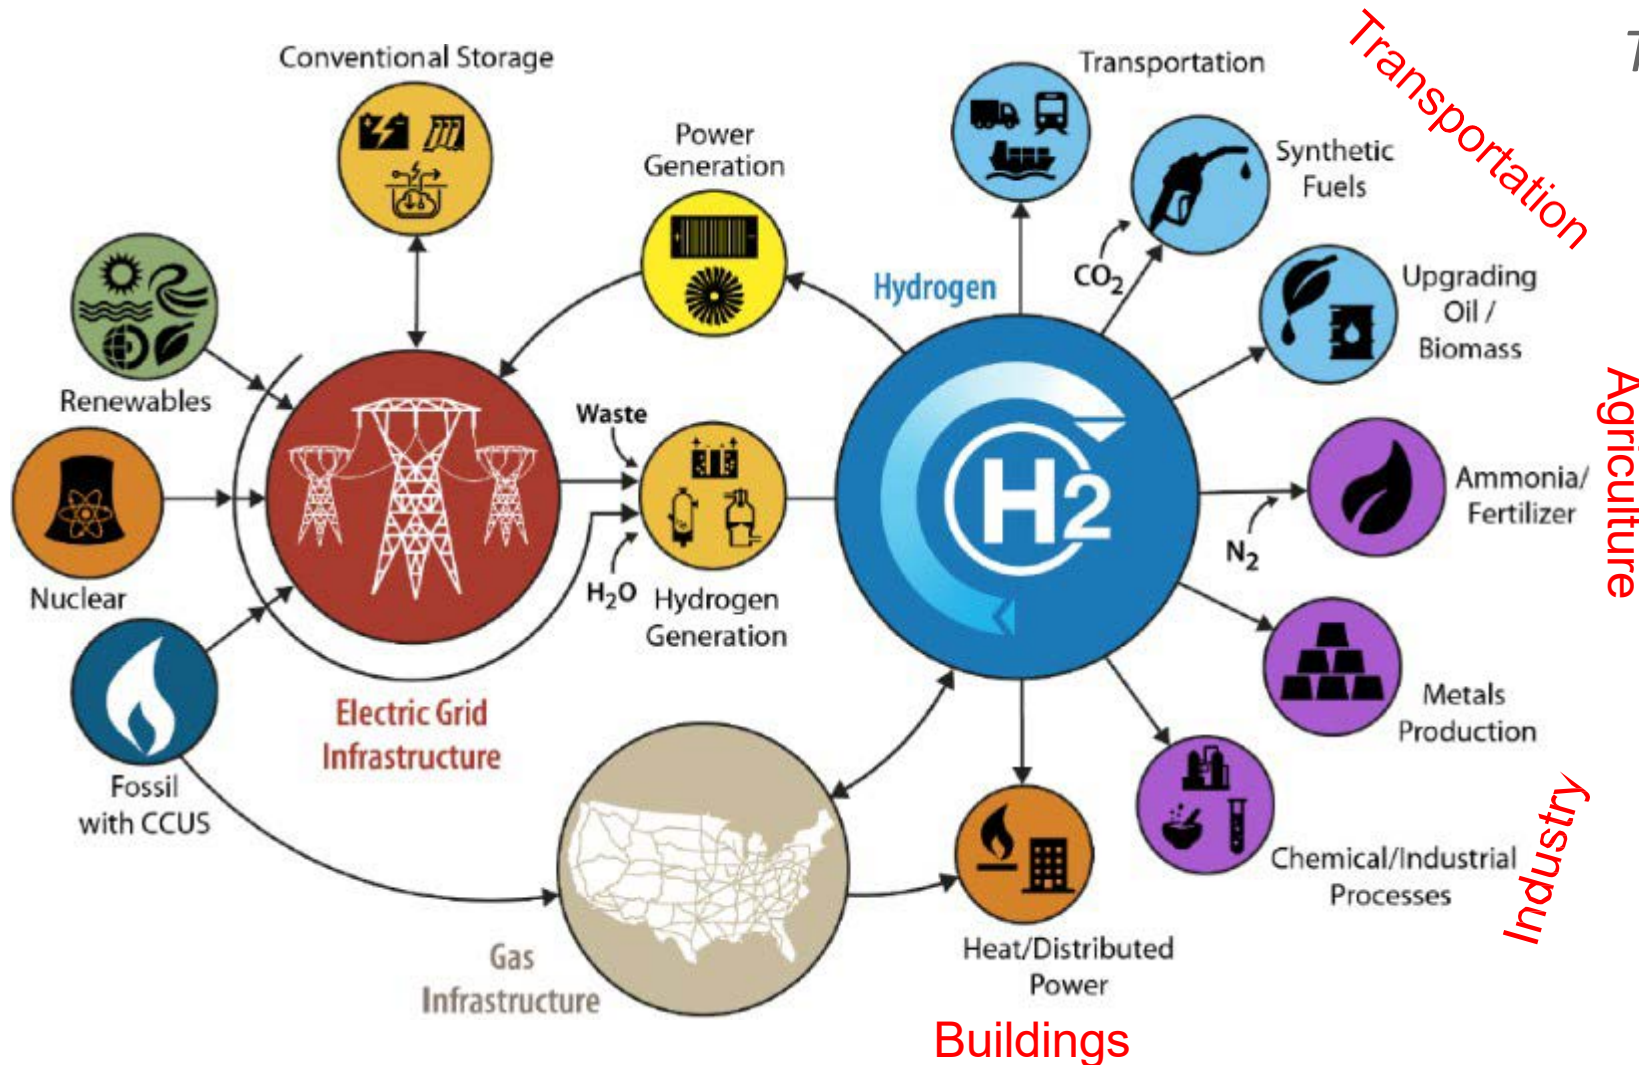 Conventional Storage
Power
Generation
Transportation
Transportation
Synthetic
Fuels
CO₂
Hydrogen
Upgrading
Oil /
Biomass
Renewables
Waste
H2
Agriculture
Ammonia/
Fertilizer
N₂
Nuclear
H₂O
Hydrogen
Generation
Electric Grid
Infrastructure
Metals
Production
Fossil
with CCUS
Industry
Chemical/Industrial
Processes
Gas
Infrastructure
Heat/Distributed
Power
Buildings